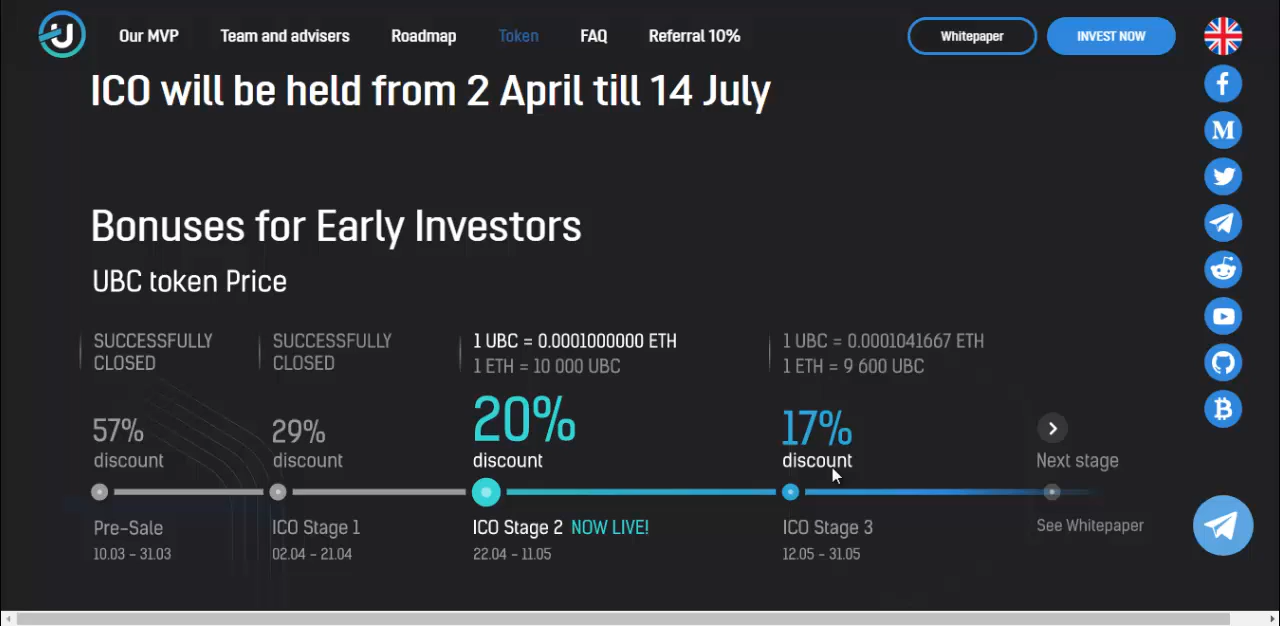 Our MVP Team and advisers Roadmap Token FAQ Referral 10% Whitepaper INVEST NOW
ICO will be held from 2 April till 14 July
Bonuses for Early Investors
UBC token Price
SUCCESSFULLY
CLOSED
57%
discount
Pre-Sale
10.03 - 31.03
SUCCESSFULLY
CLOSED
29%
discount
ICO Stage 1
02.04 - 21.04
1 UBC = 0.0001000000 ETH
1 ETH = 10 000 UBC
20%
discount
ICO Stage 2 NOW LIVE!
22.04 - 11.05
1 UBC = 0.0001041667 ETH
1 ETH = 9 600 UBC
17%
discount
ICO Stage 3
12.05 - 31.05
Next stage
See Whitepaper